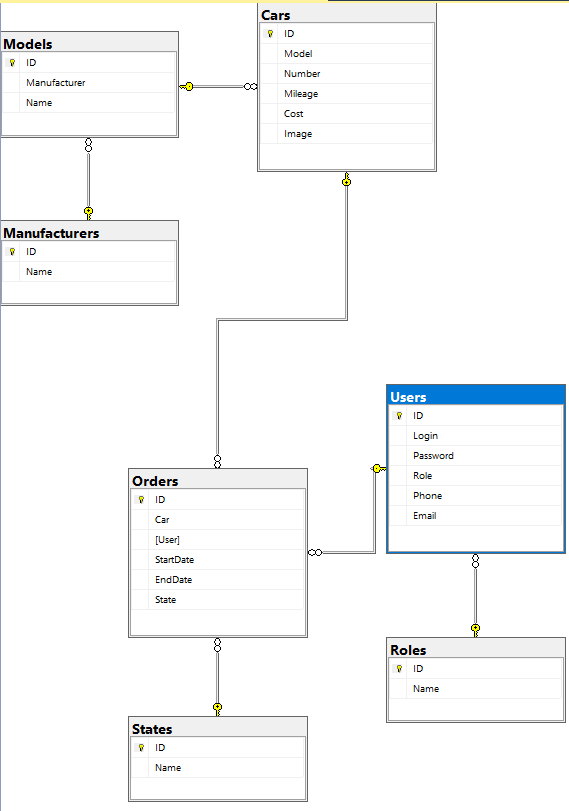 Cars
ID
Model
Number
Mileage
Cost
Image
Models
ID
Manufacturer
Name
Manufacturers
ID
Name
Users
ID
Login
Password
Role
Phone
Email
Orders
ID
Car
[User]
StartDate
EndDate
State
Roles
ID
Name
States
ID
Name